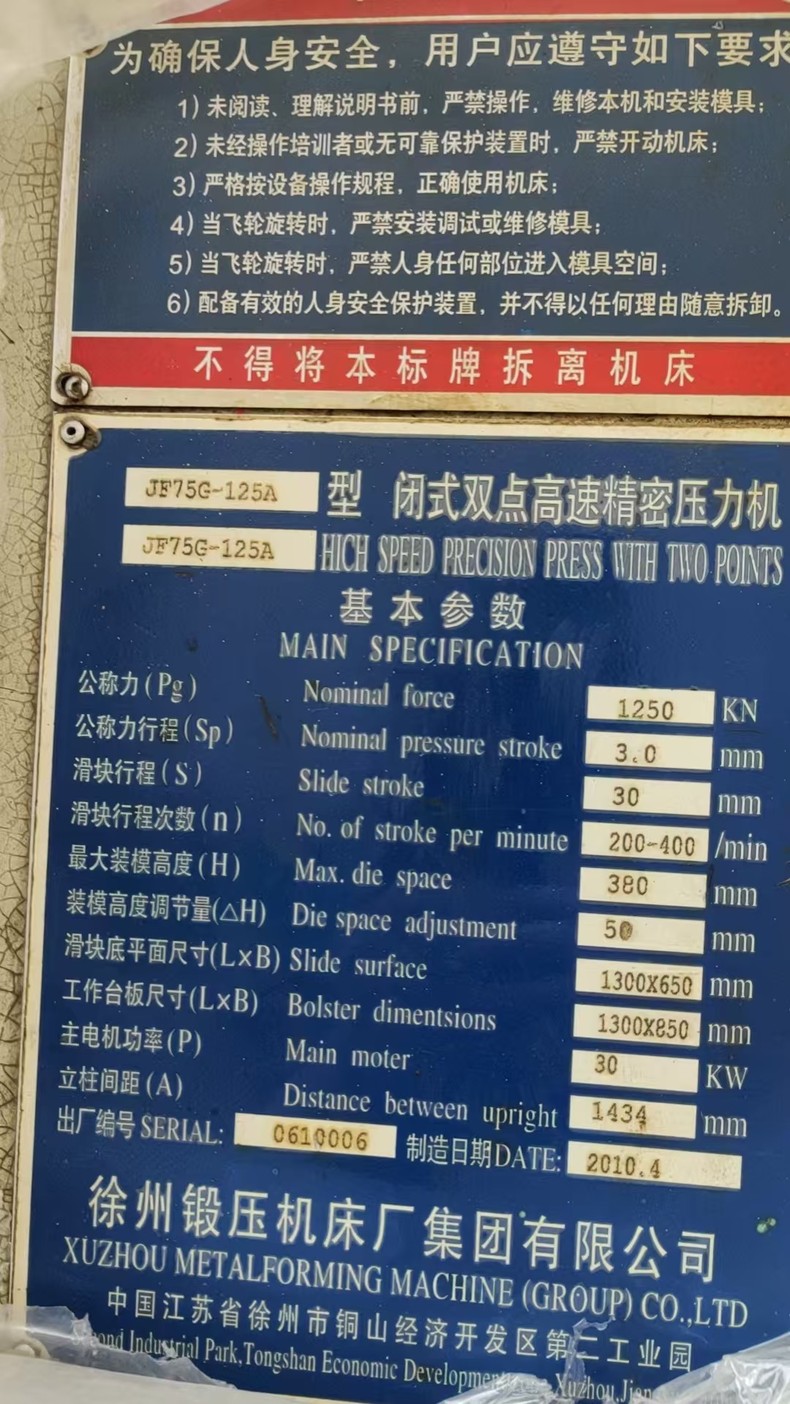 为确保人身安全，用户应遵守如下要求
1）未阅读、理解说明书前，严禁操作，维修本机和安装模具；
2）未经操作培训者或无可靠保护装置时，严禁开动机床；
3）严格按设备操作规程，正确使用机床；
4）当飞轮旋转时，严禁安装调试或维修模具；
5）当飞轮旋转时，严禁人身任何部位进入模具空间；
6）配备有效的人身安全保护装置，并不得以任何理由随意拆卸。
不得将本标牌拆离机床
JF75G-125A 型 闭式双点高速精密压力机
JF75G-125A HICH SPEED PRECISION PRESS WITH TWO POINTS
基本参数
MAIN SPECIFICATION
公称力(Pg) Nominal force 1250 KN
公称力行程(Sp) Nominal pressure stroke 3.0 mm
滑块行程(S) Slide stroke 30 mm
滑块行程次数(n) No. of stroke per minute 200-400 /min
最大装模高度(H) Max. die space 380 mm
装模高度调节量(△H) Die space adjustment 50 mm
滑块底平面尺寸(L×B) Slide surface 1300X650 mm
工作台板尺寸(L×B) Bolster dimentsions 1300X850 mm
主电机功率(P) Main moter 30 KW
立柱间距(A) Distance between upright 1434 mm
出厂编号 SERIAL: 0610006 制造日期DATE: 2010.4
徐州锻压机床厂集团有限公司
XUZHOU METALFORMING MACHINE (GROUP) CO.,LTD
中国江苏省徐州市铜山经济开发区第二工业园
Industrial Park,Tongshan Economic Development Xuzhou,